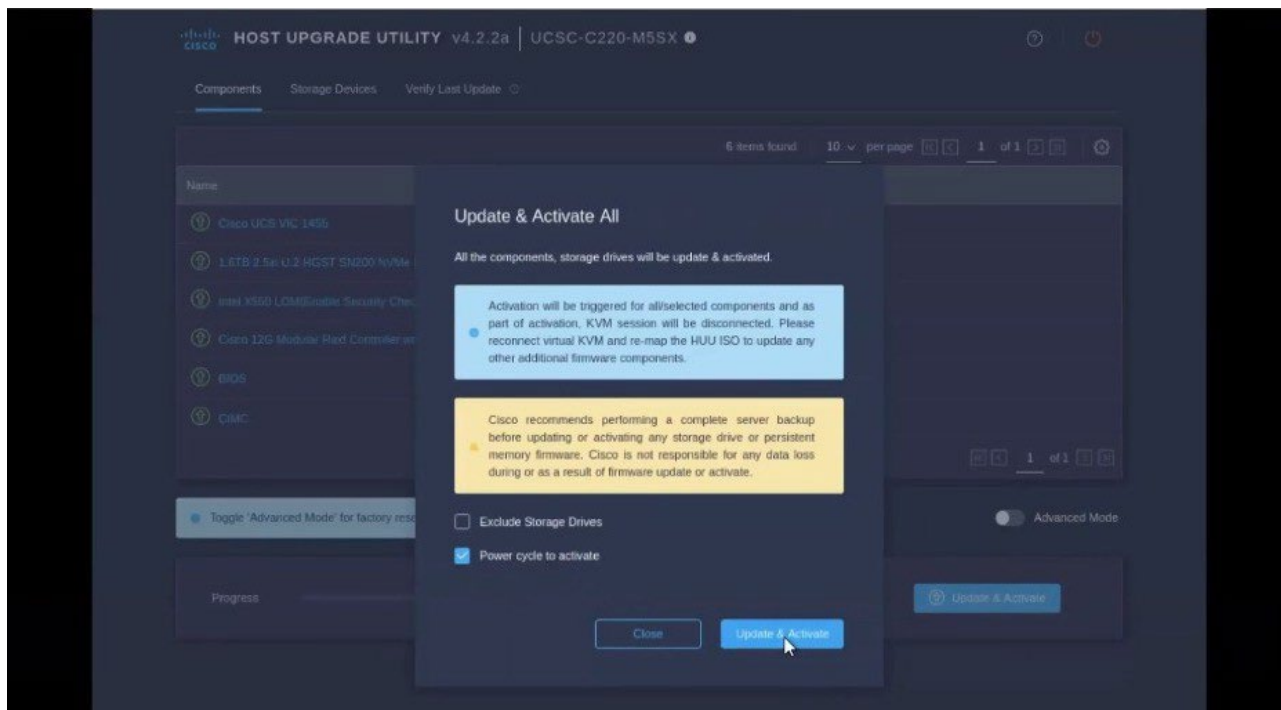 cisco HOST UPGRADE UTILITY v4.2.2a | UCSC-C220-M5SX
Components Storage Devices Verify Last Update
6 items found 10 per page 1 of 1
Name
Cisco UCS VIC 1455
1.6TB 2.5in U.2 HGST SN200 NVMe
Intel X550 LOM(Enable Security Chec
Cisco 12G Modular Raid Controller wi
BIOS
CIMC
1 of 1
Toggle 'Advanced Mode' for factory rese
Advanced Mode
Progress
Update & Activate
Update & Activate All
All the components, storage drives will be update & activated.
Activation will be triggered for all/selected components and as
part of activation, KVM session will be disconnected. Please
reconnect virtual KVM and re-map the HUU ISO to update any
other additional firmware components.
Cisco recommends performing a complete server backup
before updating or activating any storage drive or persistent
memory firmware. Cisco is not responsible for any data loss
during or as a result of firmware update or activate.
Exclude Storage Drives
Power cycle to activate
Close Update & Activate